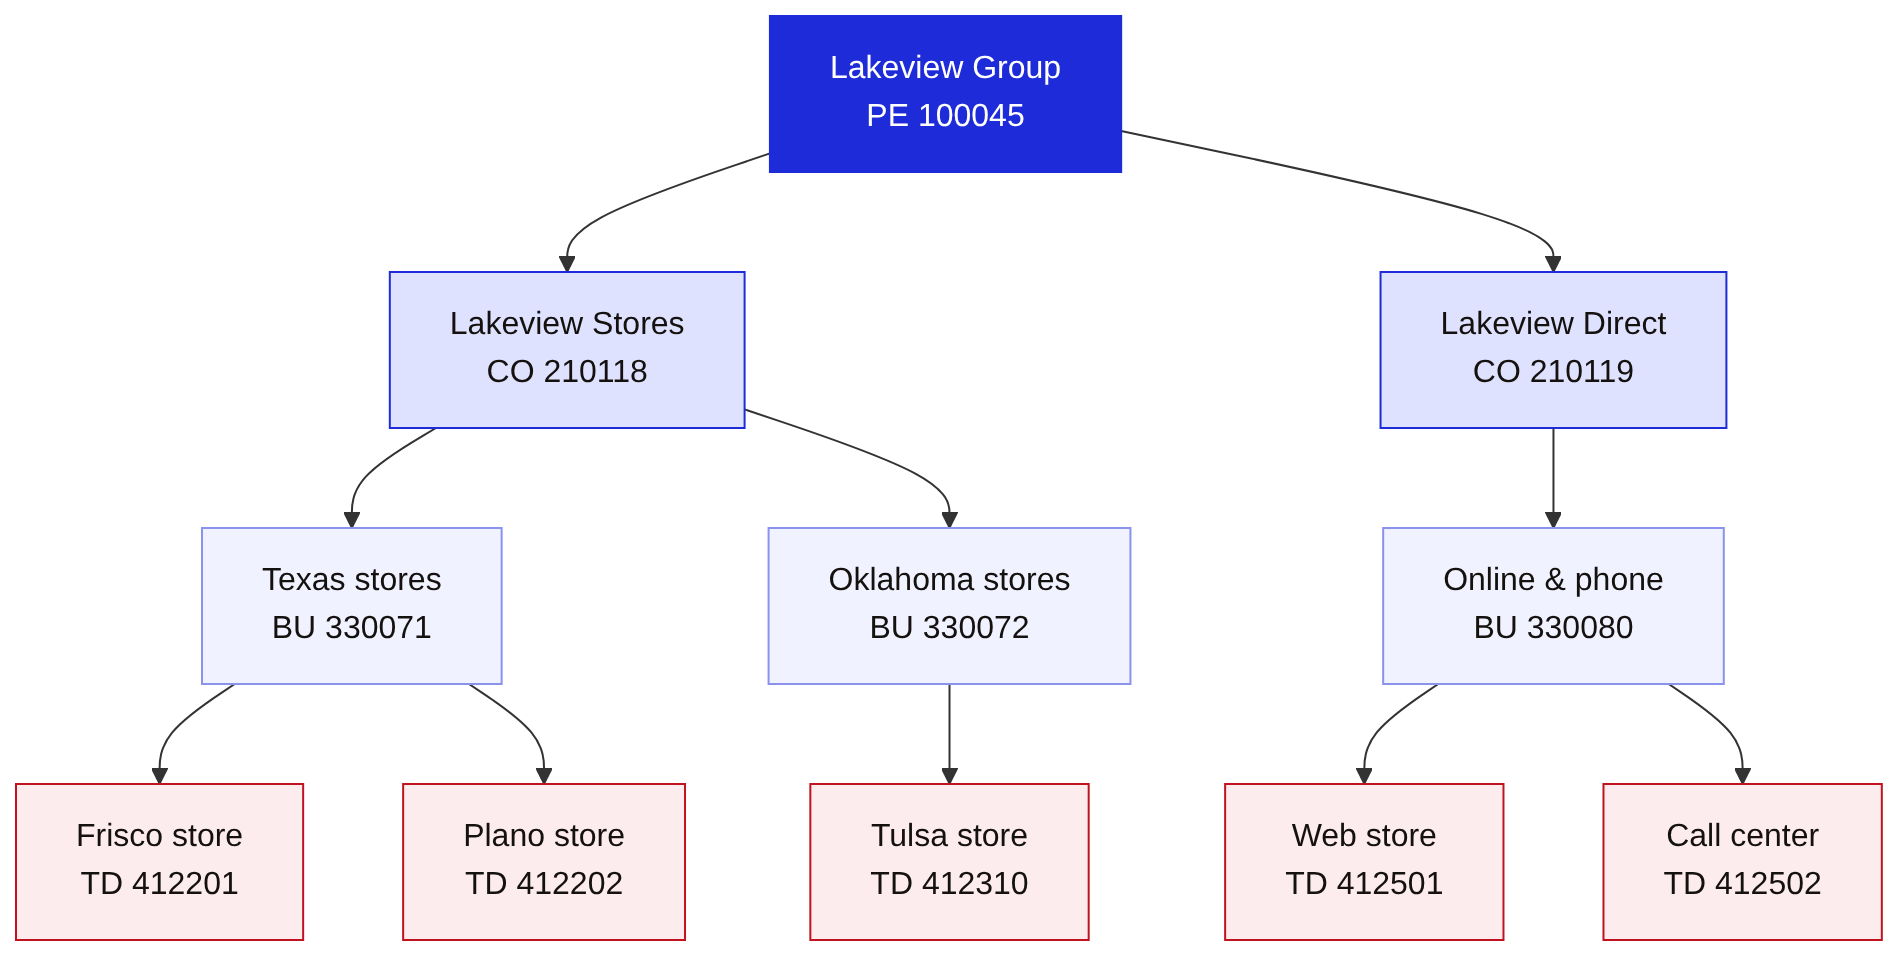 Lakeview Group
PE 100045
Lakeview Stores
CO 210118
Lakeview Direct
CO 210119
Texas stores
BU 330071
Oklahoma stores
BU 330072
Online & phone
BU 330080
Frisco store
TD 412201
Plano store
TD 412202
Tulsa store
TD 412310
Web store
TD 412501
Call center
TD 412502